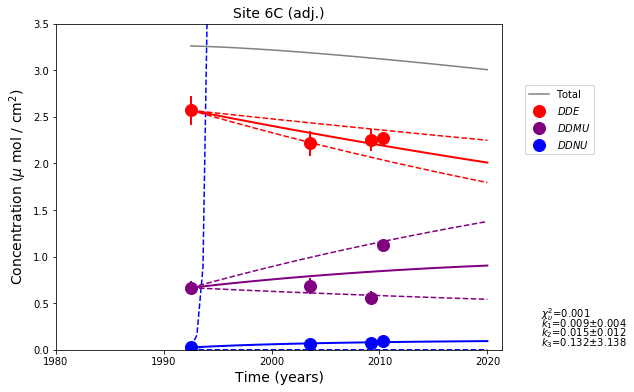 Site 6C (adj.)
3.5
3.0
2.5
2.0
1.5
1.0
0.5
0.0
Concentration (μ mol / cm²)
1980
1990
2000
2010
2020
Time (years)
Total
DDE
DDMU
DDNU
χ²ᵤ=0.001
k₁=0.009±0.004
k₂=0.015±0.012
k₃=0.132±3.138